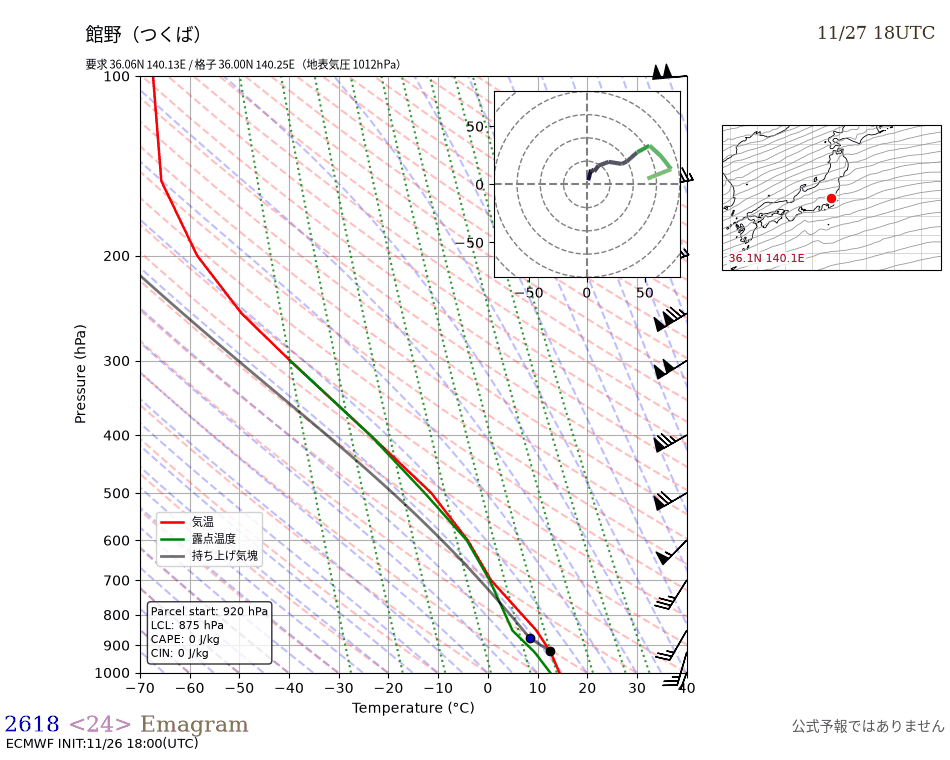 館野（つくば）
11/27 18UTC
要求 36.06N 140.13E / 格子 36.00N 140.25E（地表気圧 1012hPa）
100
200
300
400
500
600
700
800
900
1000
Pressure (hPa)
50
0
−50
−50 0 50
36.1N 140.1E
気温
露点温度
持ち上げ気塊
Parcel start: 920 hPa
LCL: 875 hPa
CAPE: 0 J/kg
CIN: 0 J/kg
−70 −60 −50 −40 −30 −20 −10 0 10 20 30 40
Temperature (°C)
2618 <24> Emagram
公式予報ではありません
ECMWF INIT:11/26 18:00(UTC)